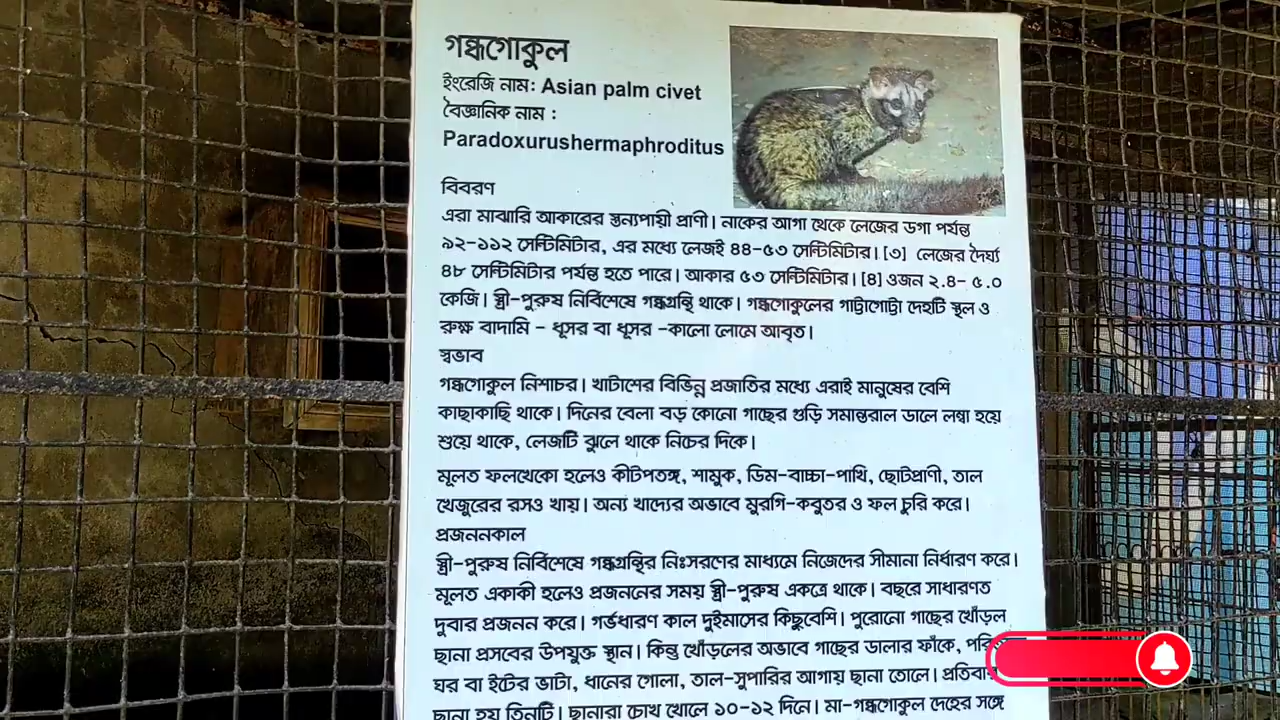 গন্ধগোকুল
ইংরেজি নাম: Asian palm civet
বৈজ্ঞানিক নাম :
Paradoxurushermaphroditus
বিবরণ
এরা মাঝারি আকারের স্তন্যপায়ী প্রাণী। নাকের আগা থেকে লেজের ডগা পর্যন্ত
৯২-১১২ সেন্টিমিটার, এর মধ্যে লেজই ৪৪-৫৩ সেন্টিমিটার। [৩] লেজের দৈর্ঘ্য
৪৮ সেন্টিমিটার পর্যন্ত হতে পারে। আকার ৫৩ সেন্টিমিটার। [৪] ওজন ২.৪- ৫.০
কেজি। স্ত্রী-পুরুষ নির্বিশেষে গন্ধগ্রন্থি থাকে। গন্ধগোকুলের গাট্টাগোট্টা দেহটি স্থূল ও
রুক্ষ বাদামি - ধূসর বা ধূসর -কালো লোমে আবৃত।
স্বভাব
গন্ধগোকুল নিশাচর। খাটাশের বিভিন্ন প্রজাতির মধ্যে এরাই মানুষের বেশি
কাছাকাছি থাকে। দিনের বেলা বড় কোনো গাছের গুড়ি সমান্তরাল ডালে লম্বা হয়ে
শুয়ে থাকে, লেজটি ঝুলে থাকে নিচের দিকে।
মূলত ফলখেকো হলেও কীটপতঙ্গ, শামুক, ডিম-বাচ্চা-পাখি, ছোটপ্রাণী, তাল
খেজুরের রসও খায়। অন্য খাদ্যের অভাবে মুরগি-কবুতর ও ফল চুরি করে।
প্রজননকাল
স্ত্রী-পুরুষ নির্বিশেষে গন্ধগ্রন্থির নিঃসরণের মাধ্যমে নিজেদের সীমানা নির্ধারণ করে।
মূলত একাকী হলেও প্রজননের সময় স্ত্রী-পুরুষ একত্রে থাকে। বছরে সাধারণত
দুবার প্রজনন করে। গর্ভধারণ কাল দুইমাসের কিছুবেশি। পুরোনো গাছের খোঁড়ল
ছানা প্রসবের উপযুক্ত স্থান। কিন্তু খোঁড়লের অভাবে গাছের ডালার ফাঁকে,
ঘর বা ইটের ভাটা, ধানের গোলা, তাল-সুপারির আগায় ছানা তোলে।
ছানা হয় তিনটি। ছানারা চোখ খোলে ১০-১২ দিনে। মা-গন্ধগোকুল দেহের সঙ্গে